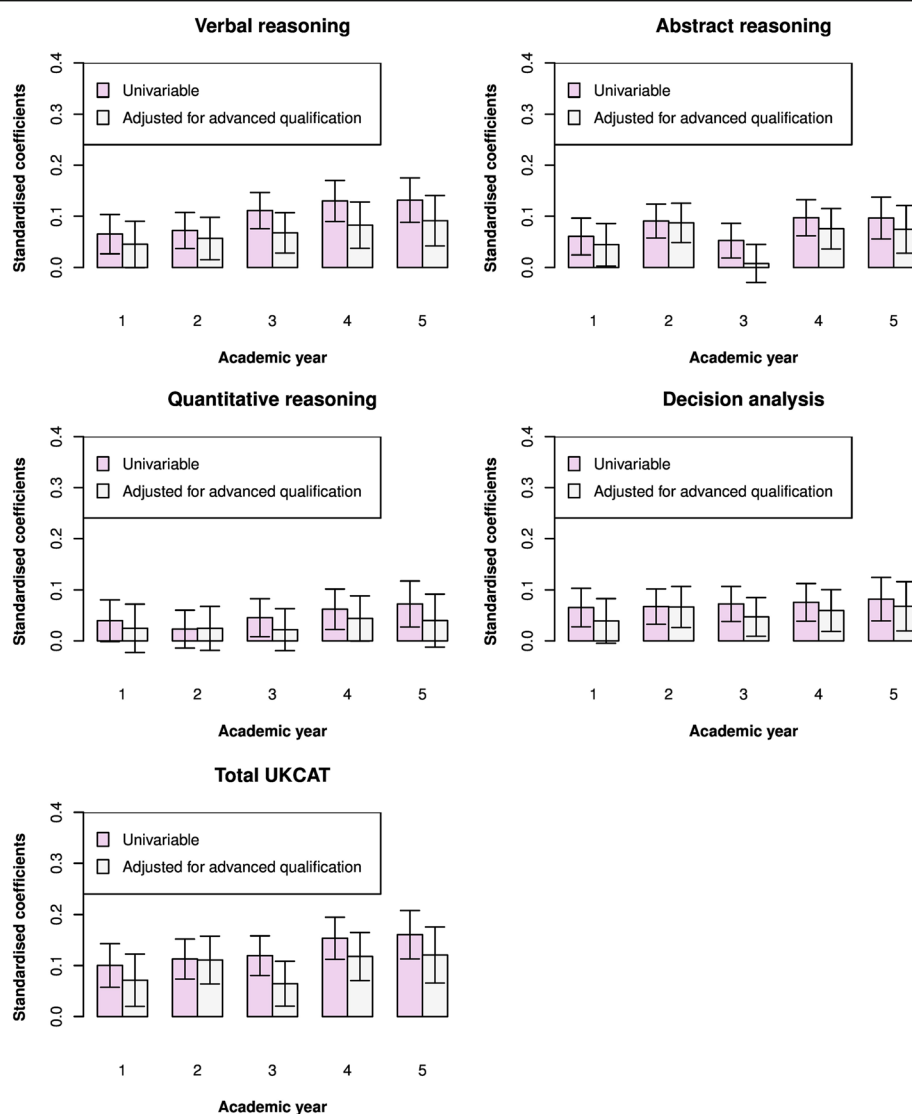 Verbal reasoning
Standardised coefficients
0.4
0.3
0.2
0.1
0.0
Univariable
Adjusted for advanced qualification
1 2 3 4 5
Academic year
Abstract reasoning
Standardised coefficients
0.4
0.3
0.2
0.1
0.0
Univariable
Adjusted for advanced qualification
1 2 3 4 5
Academic year
Quantitative reasoning
Standardised coefficients
0.4
0.3
0.2
0.1
0.0
Univariable
Adjusted for advanced qualification
1 2 3 4 5
Academic year
Decision analysis
Standardised coefficients
0.4
0.3
0.2
0.1
0.0
Univariable
Adjusted for advanced qualification
1 2 3 4 5
Academic year
Total UKCAT
Standardised coefficients
0.4
0.3
0.2
0.1
0.0
Univariable
Adjusted for advanced qualification
1 2 3 4 5
Academic year